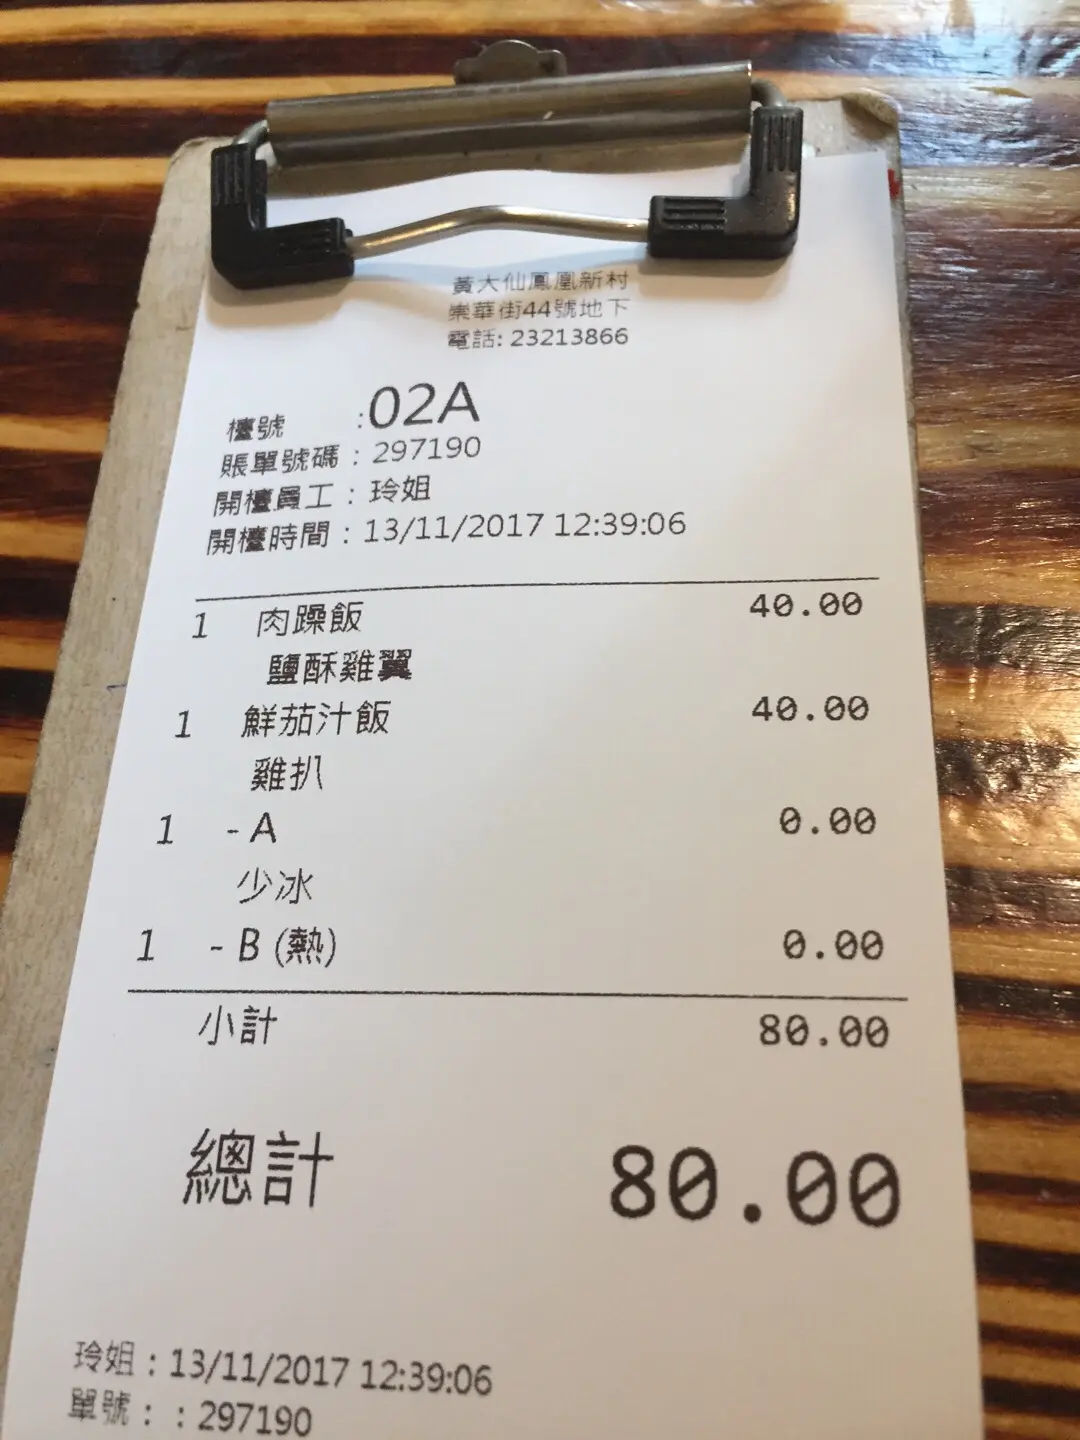 黃大仙鳳凰新村
崇華街44號地下
電話: 23213866
檯號 :02A
賬單號碼 : 297190
開檯員工 : 玲姐
開檯時間 : 13/11/2017 12:39:06
1 肉躁飯 40.00
鹽酥雞翼
1 鮮茄汁飯 40.00
雞扒
1 - A 0.00
少冰
1 - B (熱) 0.00
小計 80.00
總計 80.00
玲姐 : 13/11/2017 12:39:06
單號 : : 297190